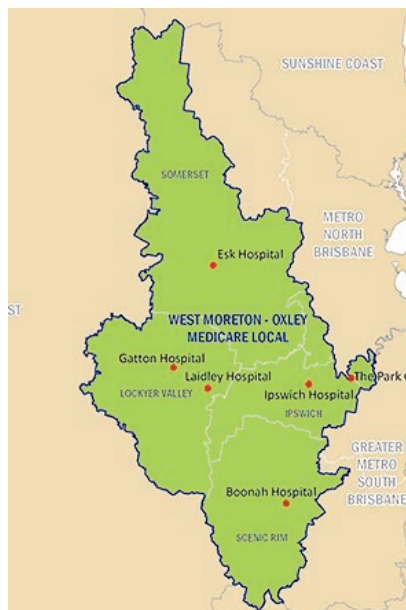 SUNSHINE COAST
SOMERSET
METRO
NORTH
BRISBANE
Esk Hospital
ST
WEST MORETON - OXLEY
MEDICARE LOCAL
Gatton Hospital
Laidley Hospital
The Park C
LOCKYER VALLEY
Ipswich Hospital
IPSWICH
GREATER
METRO
SOUTH
BRISBANE
Boonah Hospital
SCENIC RIM